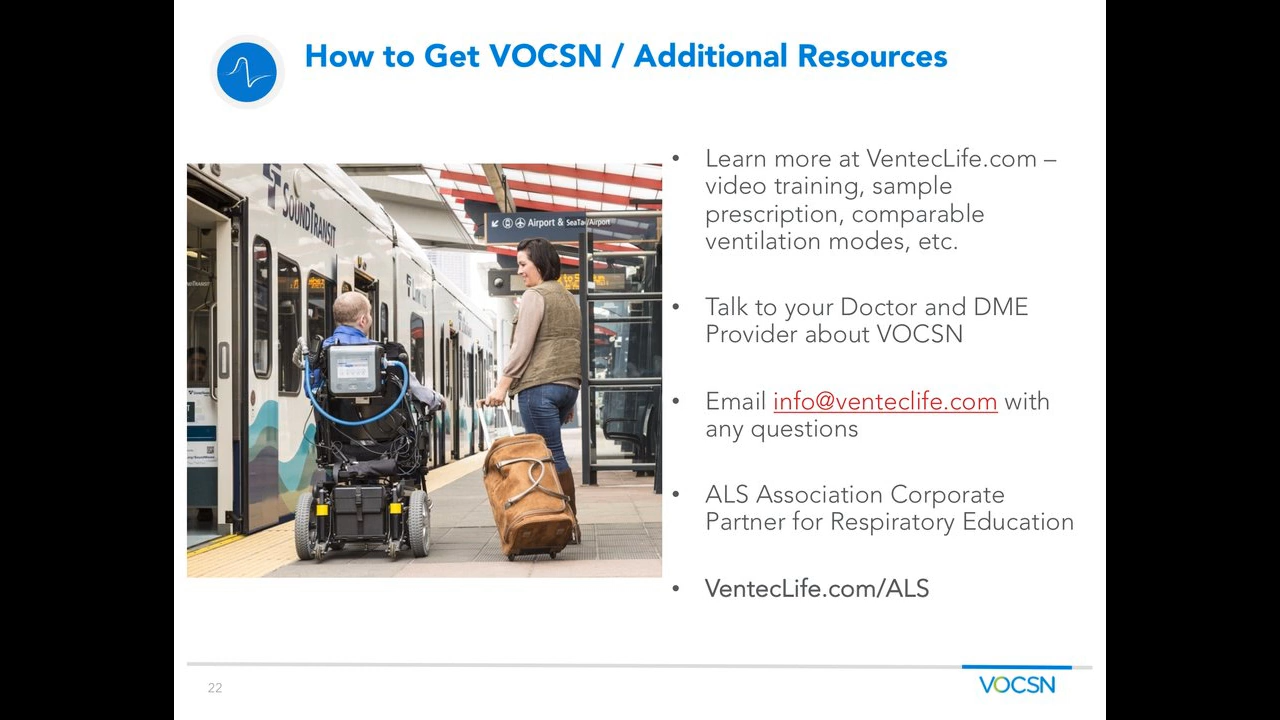 How to Get VOCSN / Additional Resources
SOUNDTRANSIT
Airport & SeaTac/Airport
• Learn more at VentecLife.com –
video training, sample
prescription, comparable
ventilation modes, etc.
• Talk to your Doctor and DME
Provider about VOCSN
• Email info@venteclife.com with
any questions
• ALS Association Corporate
Partner for Respiratory Education
• VentecLife.com/ALS
22
VOCSN